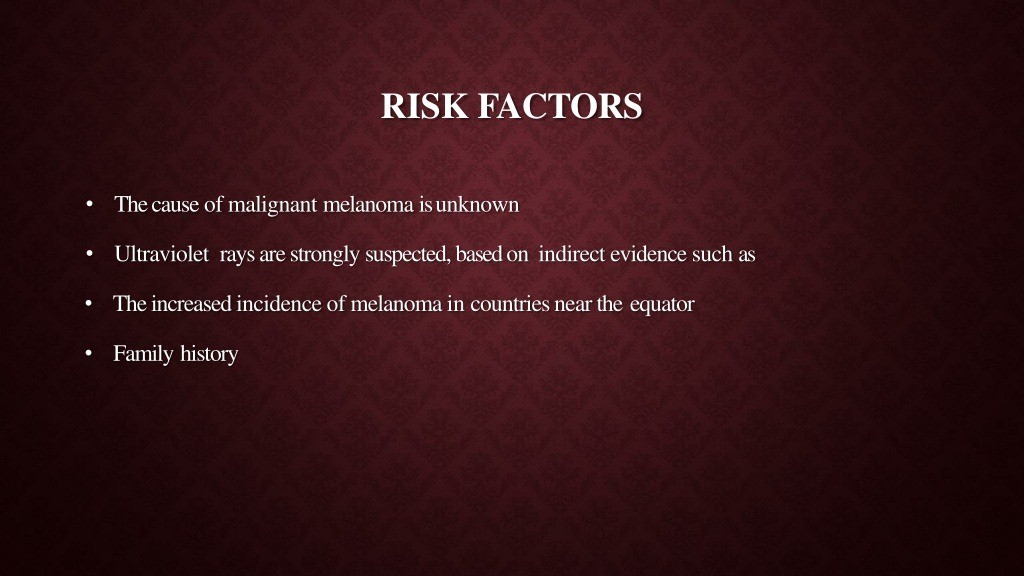 RISK FACTORS
• The cause of malignant melanoma is unknown
• Ultraviolet rays are strongly suspected, based on indirect evidence such as
• The increased incidence of melanoma in countries near the equator
• Family history